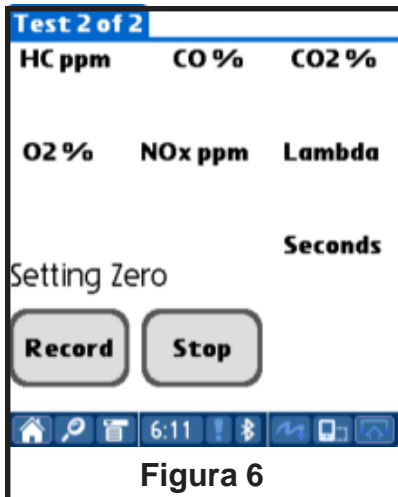 Test 2 of 2
HC ppm CO % CO2 %
O2 % NOx ppm Lambda
Seconds
Setting Zero
Record Stop
6:11
Figura 6